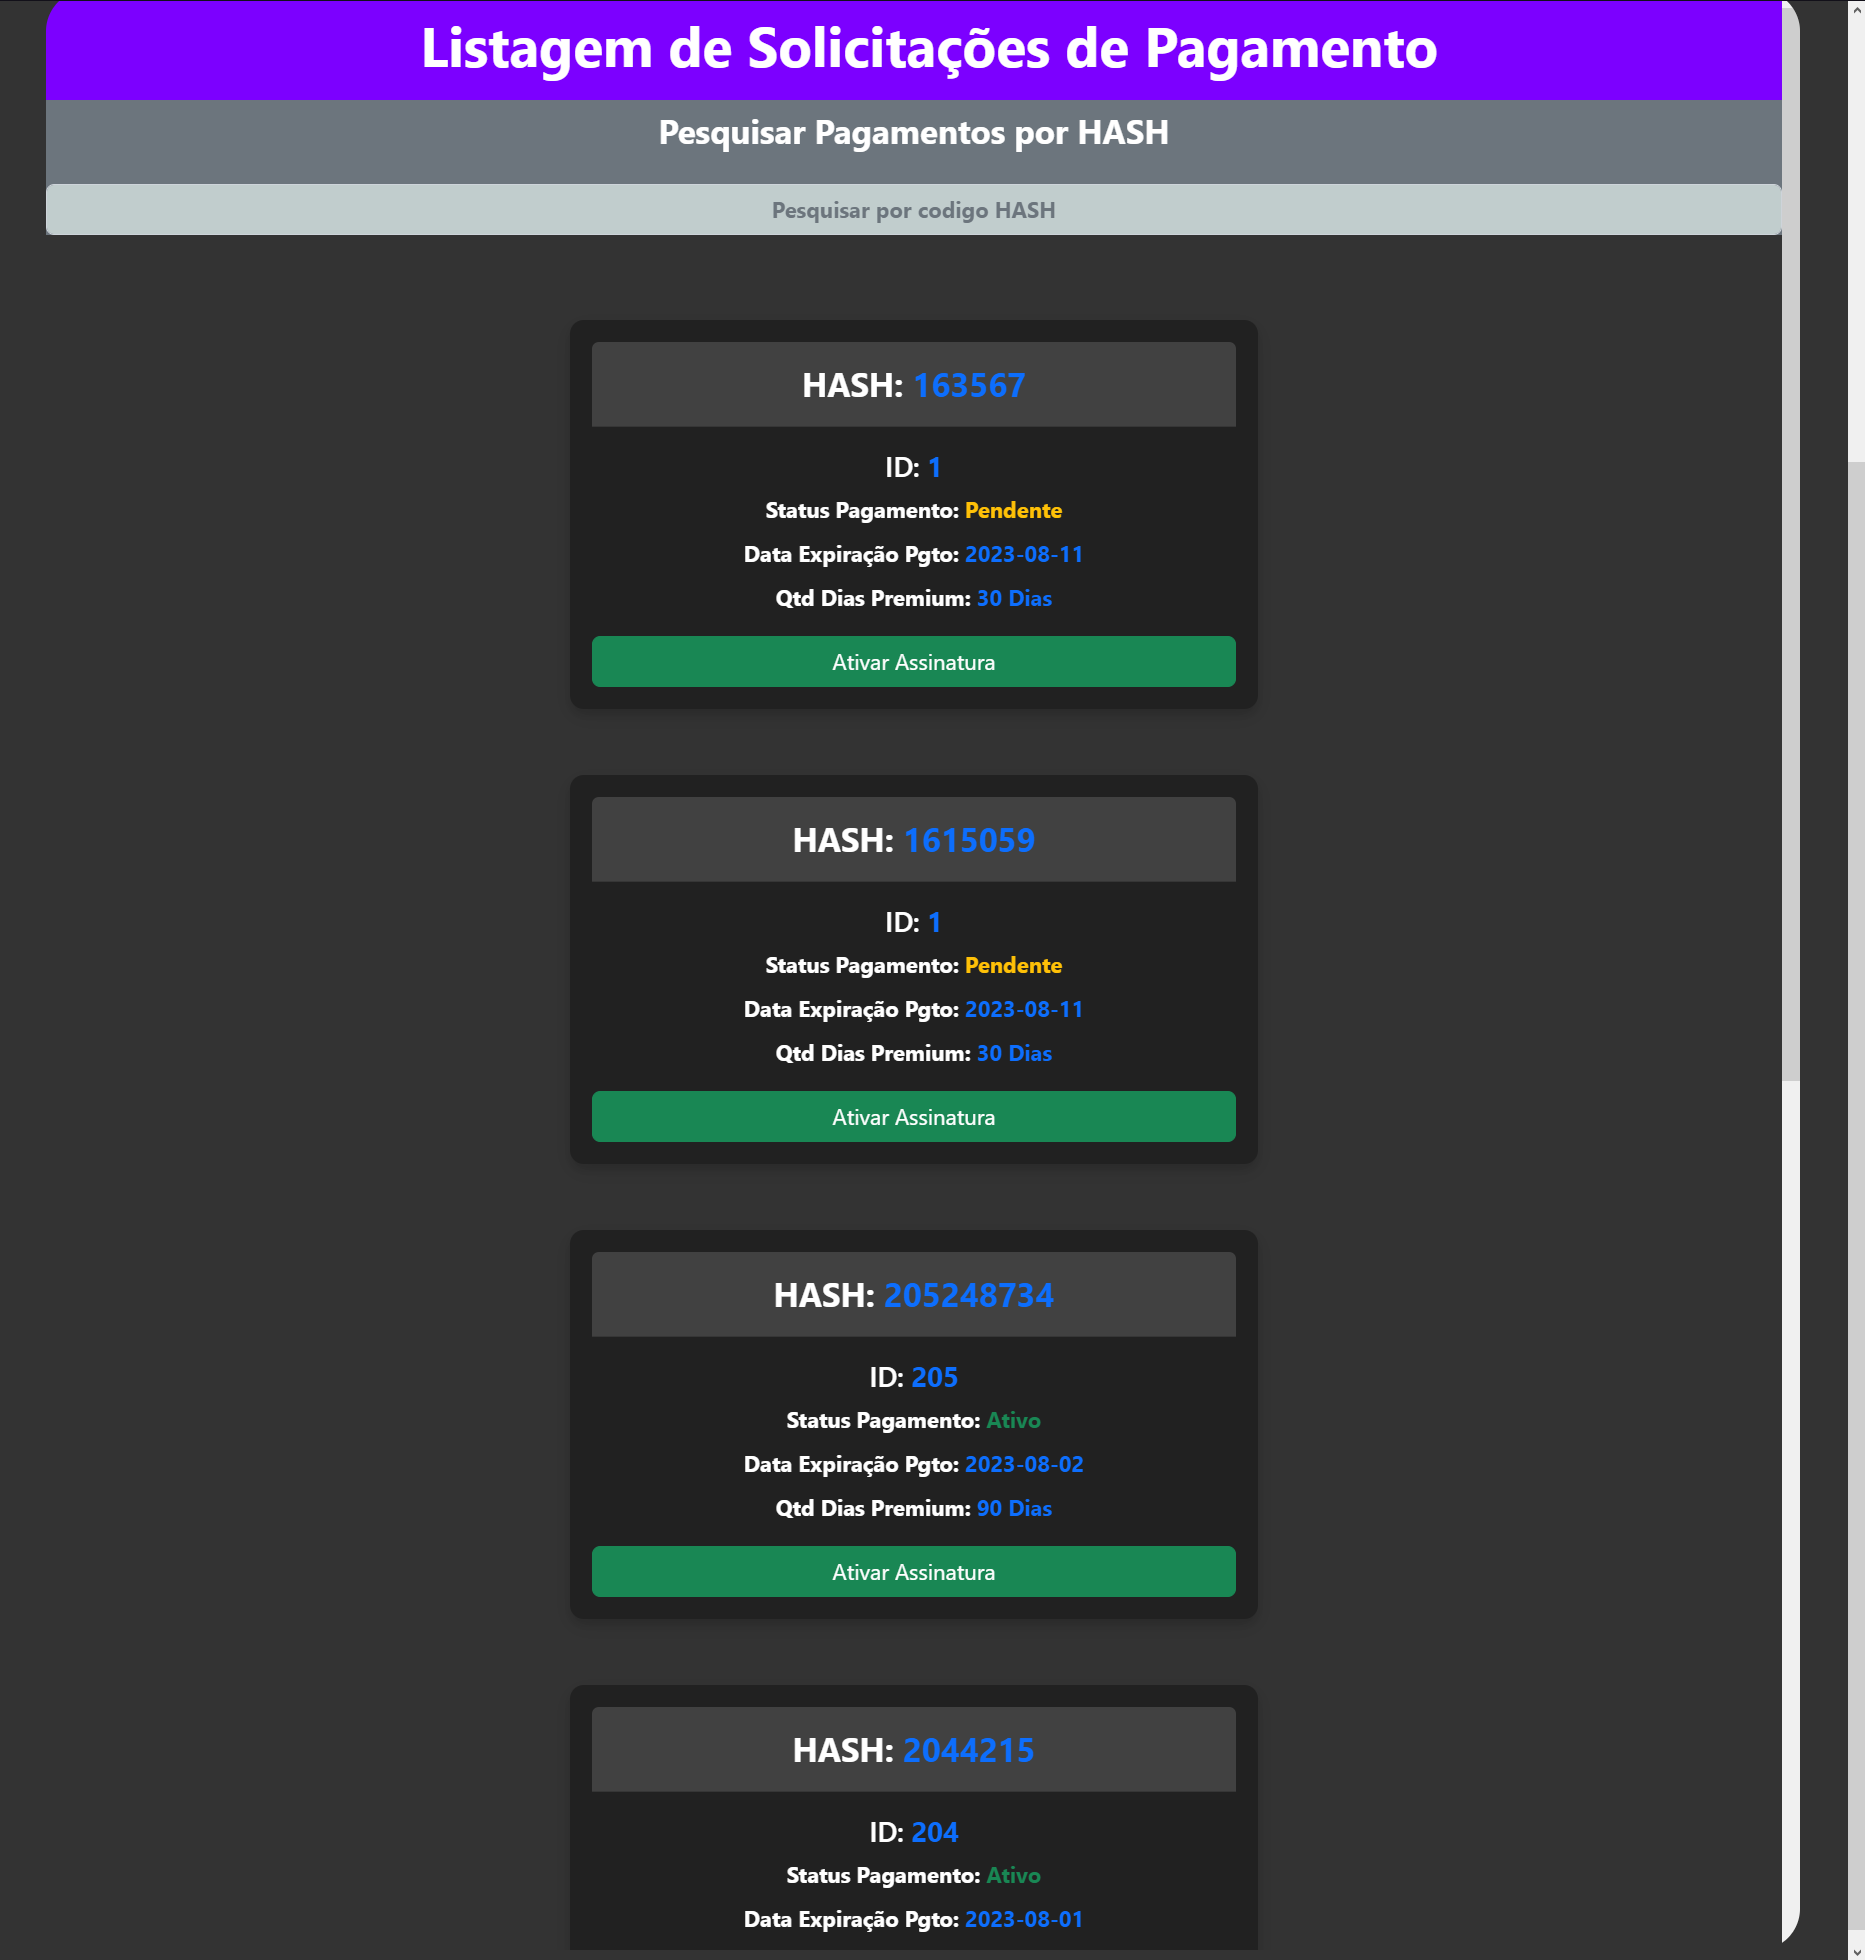 Listagem de Solicitações de Pagamento
Pesquisar Pagamentos por HASH
Pesquisar por codigo HASH
HASH: 163567
ID: 1
Status Pagamento: Pendente
Data Expiração Pgto: 2023-08-11
Qtd Dias Premium: 30 Dias
Ativar Assinatura
HASH: 1615059
ID: 1
Status Pagamento: Pendente
Data Expiração Pgto: 2023-08-11
Qtd Dias Premium: 30 Dias
Ativar Assinatura
HASH: 205248734
ID: 205
Status Pagamento: Ativo
Data Expiração Pgto: 2023-08-02
Qtd Dias Premium: 90 Dias
Ativar Assinatura
HASH: 2044215
ID: 204
Status Pagamento: Ativo
Data Expiração Pgto: 2023-08-01